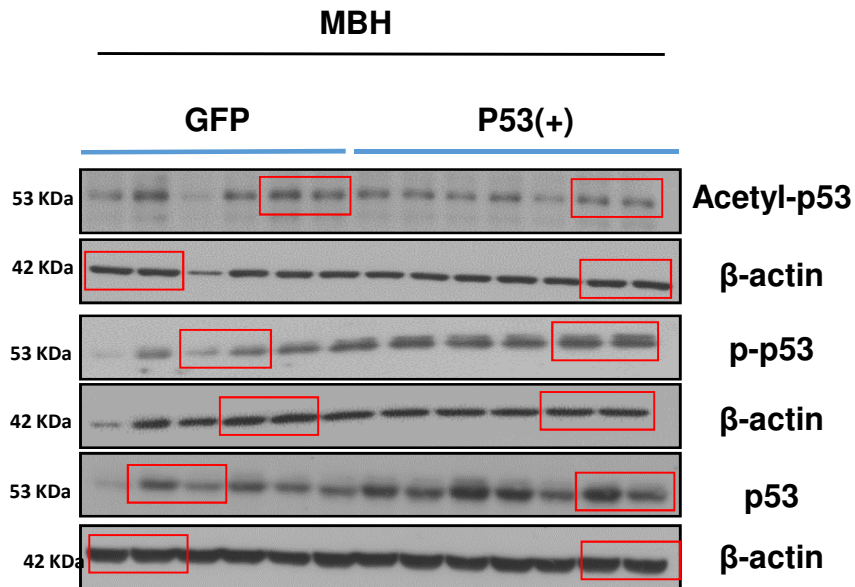 MBH
GFP P53(+)
53 KDa Acetyl-p53
42 KDa β-actin
53 KDa p-p53
42 KDa β-actin
53 KDa p53
42 KDa β-actin